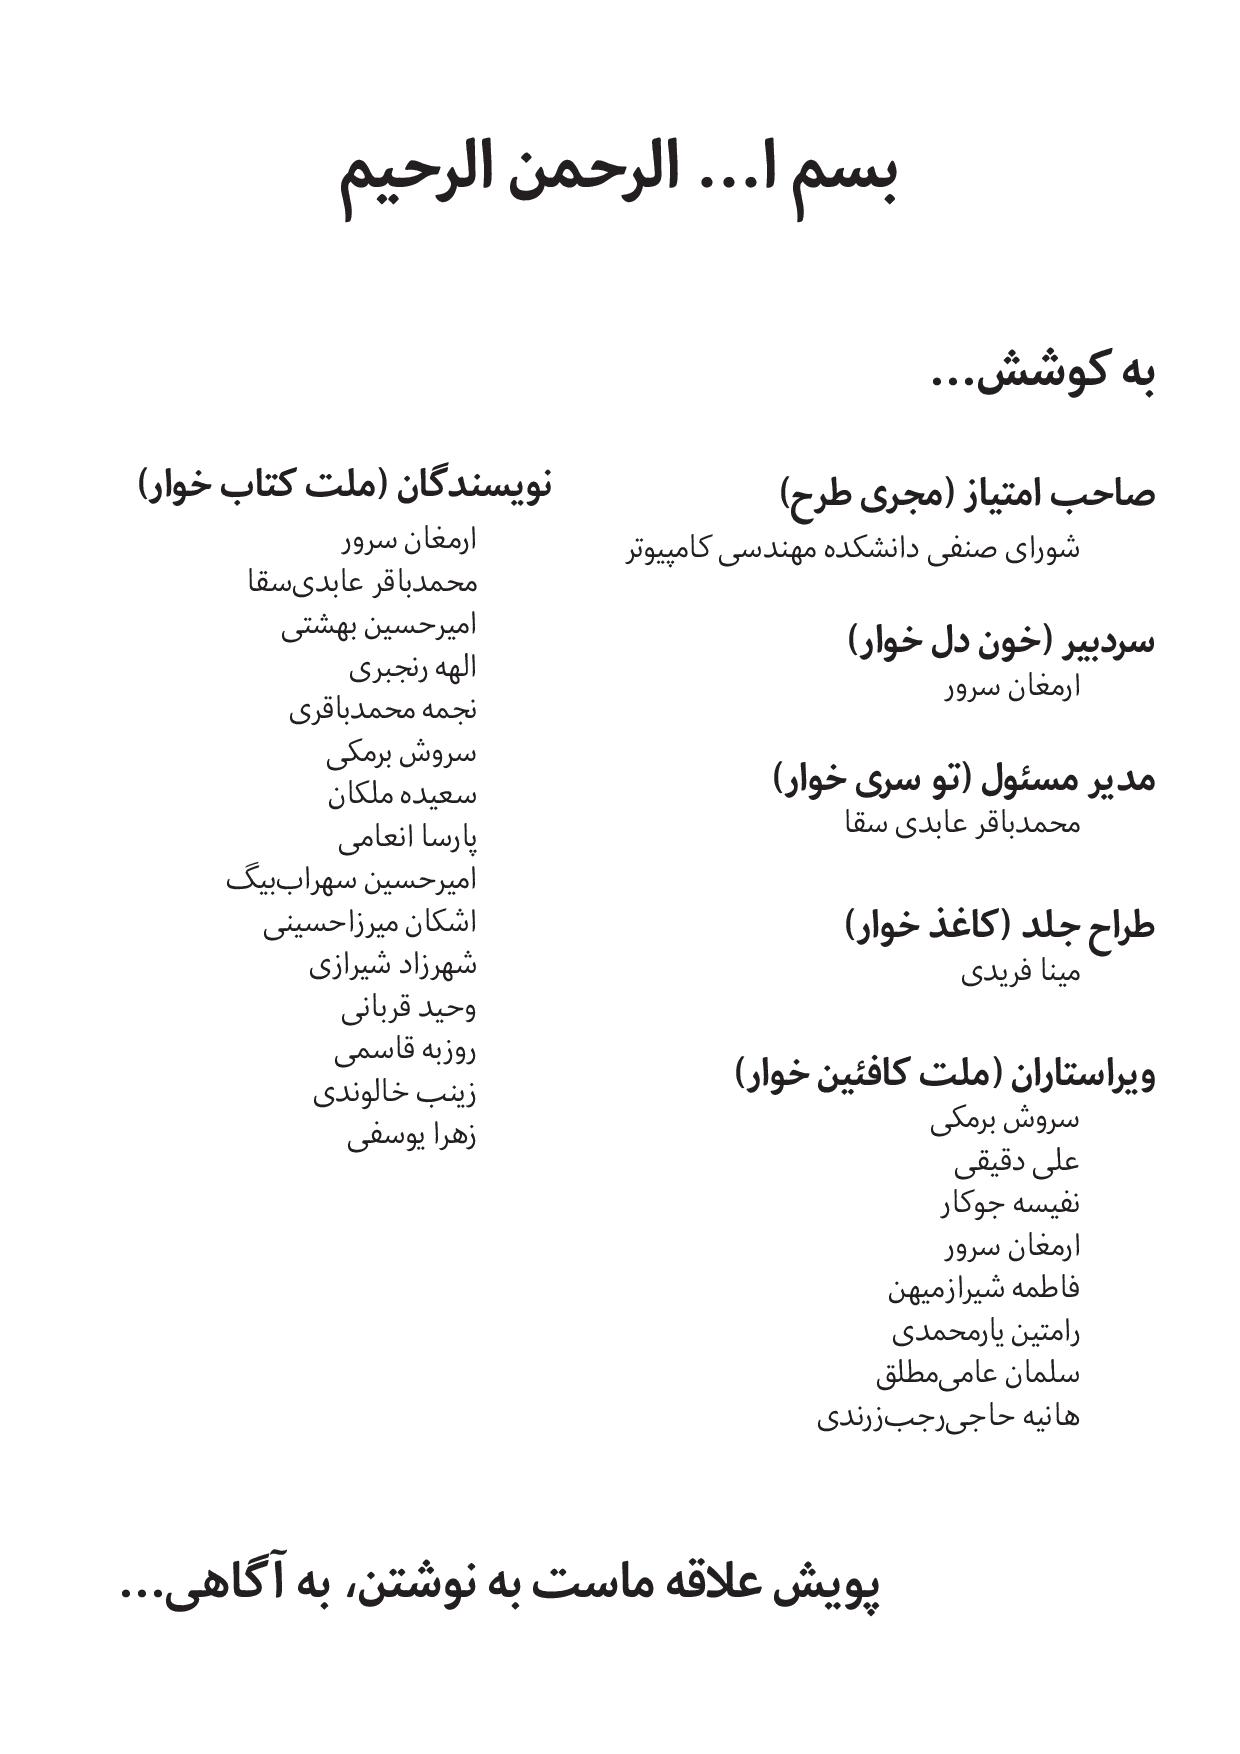 بسم ا... الرحمن الرحیم
به کوشش...
صاحب امتیاز (مجری طرح)
شورای صنفی دانشکده مهندسی کامپیوتر
سردبیر (خون دل خوار)
ارمغان سرور
مدیر مسئول (تو سری خوار)
محمدباقر عابدی سقا
طراح جلد (کاغذ خوار)
مینا فریدی
ویراستاران (ملت کافئین خوار)
سروش برمکی
علی دقیقی
نفیسه جوکار
ارمغان سرور
فاطمه شیرازمیهن
رامتین یارمحمدی
سلمان عامی‌مطلق
هانیه حاجی‌رجب‌زرندی
نویسندگان (ملت کتاب خوار)
ارمغان سرور
محمدباقر عابدی‌سقا
امیرحسین بهشتی
الهه رنجبری
نجمه محمدباقری
سروش برمکی
سعیده ملکان
پارسا انعامی
امیرحسین سهراب‌بیگ
اشکان میرزاحسینی
شهرزاد شیرازی
وحید قربانی
روزبه قاسمی
زینب خالوندی
زهرا یوسفی
پویش علاقه ماست به نوشتن، به آگاهی...